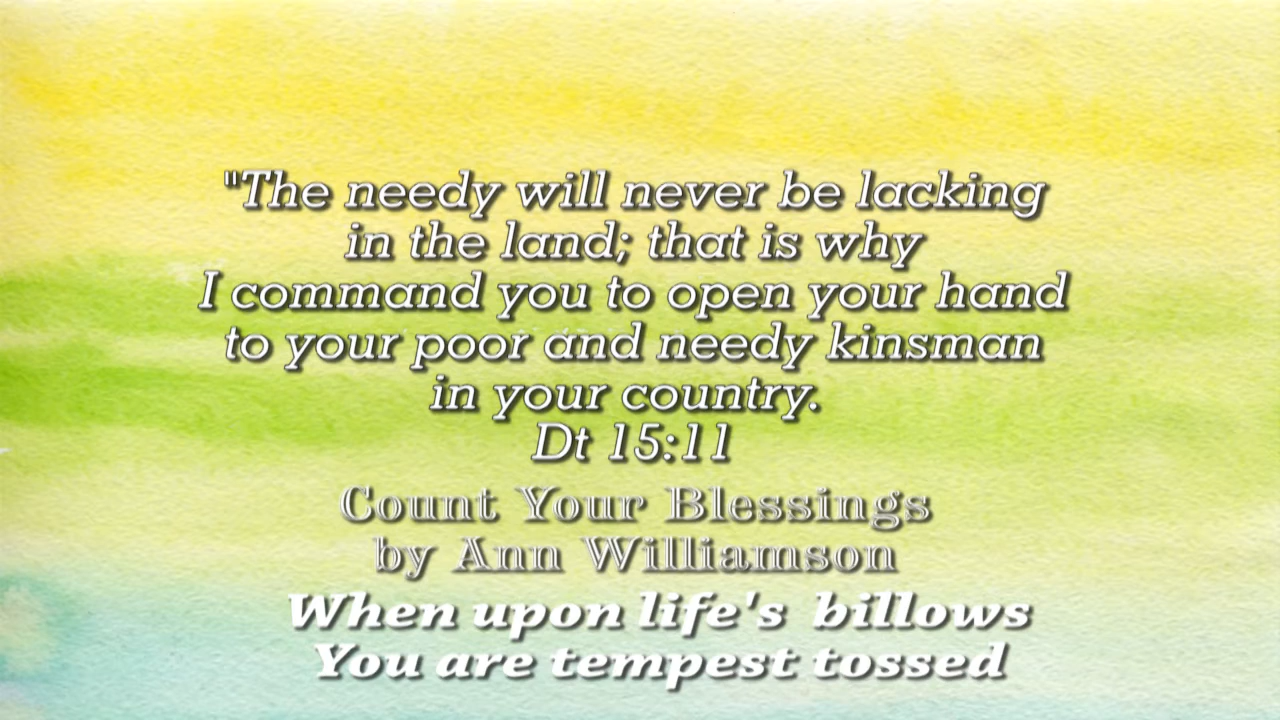 "The needy will never be lacking
in the land; that is why
I command you to open your hand
to your poor and needy kinsman
in your country.
Dt 15:11
Count Your Blessings
by Ann Williamson
When upon life's billows
You are tempest tossed